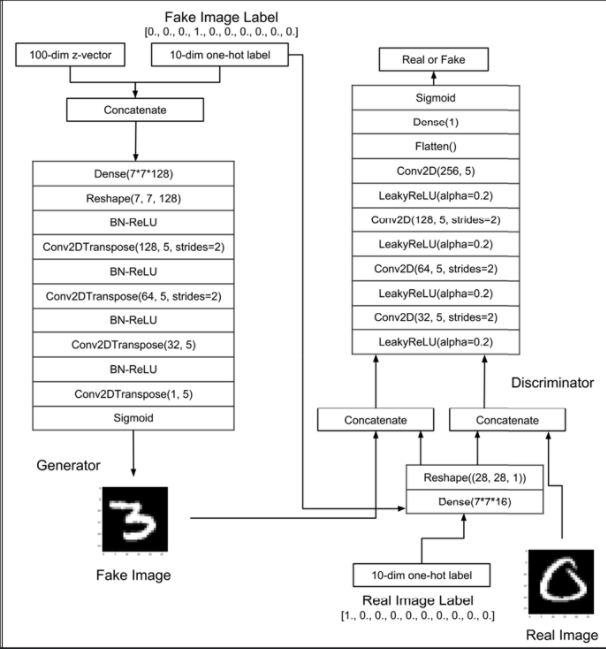 Fake Image Label
[0., 0., 0., 1., 0., 0., 0., 0., 0., 0.]
100-dim z-vector
10-dim one-hot label
Concatenate
Dense(7*7*128)
Reshape(7, 7, 128)
BN-ReLU
Conv2DTranspose(128, 5, strides=2)
BN-ReLU
Conv2DTranspose(64, 5, strides=2)
BN-ReLU
Conv2DTranspose(32, 5)
BN-ReLU
Conv2DTranspose(1, 5)
Sigmoid
Generator
Fake Image
Real or Fake
Sigmoid
Dense(1)
Flatten()
Conv2D(256, 5)
LeakyReLU(alpha=0.2)
Conv2D(128, 5, strides=2)
LeakyReLU(alpha=0.2)
Conv2D(64, 5, strides=2)
LeakyReLU(alpha=0.2)
Conv2D(32, 5, strides=2)
LeakyReLU(alpha=0.2)
Discriminator
Concatenate
Concatenate
Reshape((28, 28, 1))
Dense(7*7*16)
10-dim one-hot label
Real Image Label
[1., 0., 0., 0., 0., 0., 0., 0., 0., 0.]
Real Image
3
0